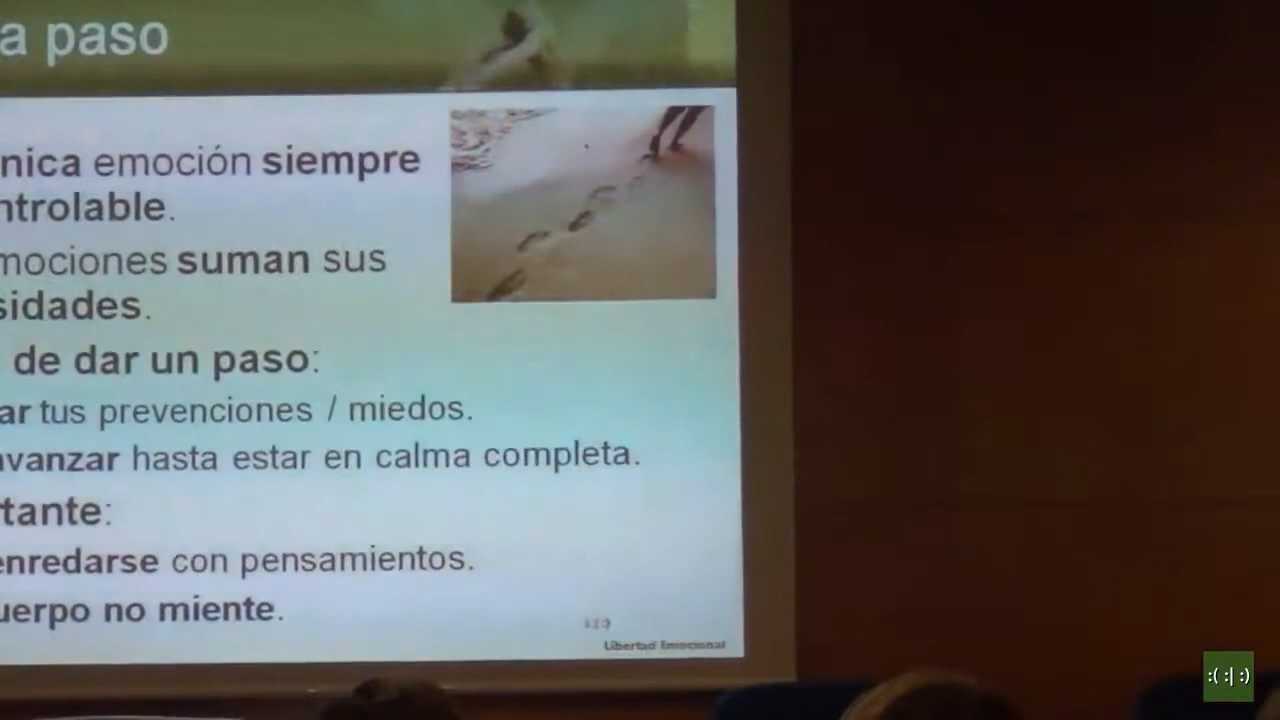 a paso
nica emoción siempre
ntrolable.
mociones suman sus
sidades.
de dar un paso:
ar tus prevenciones / miedos.
avanzar hasta estar en calma completa.
tante:
enredarse con pensamientos.
uerpo no miente.
Libertad Emocional
:( :| :)